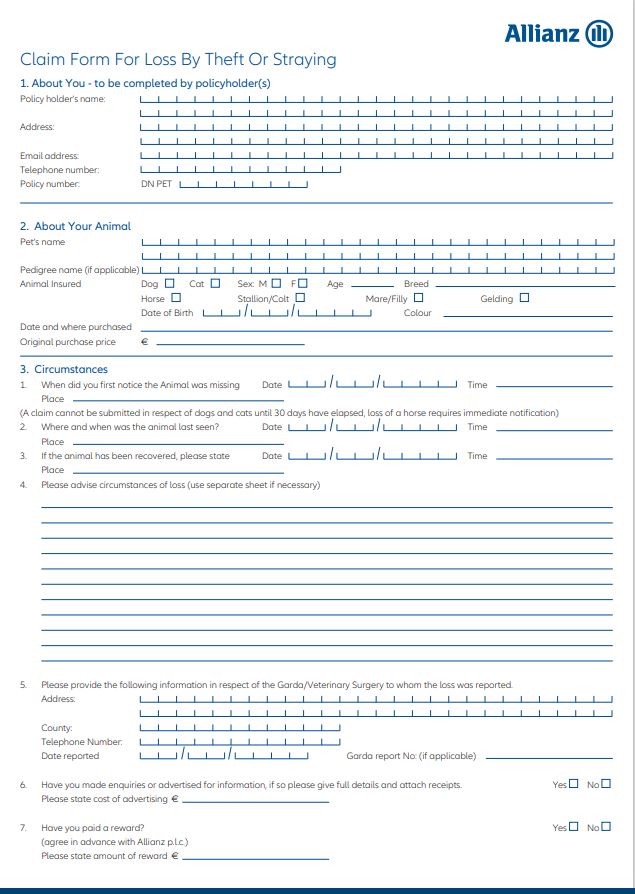 Allianz
Claim Form For Loss By Theft Or Straying
1. About You - to be completed by policyholder(s)
Policy holder's name:
Address:
Email address:
Telephone number:
Policy number: DN PET
2. About Your Animal
Pet's name
Pedigree name (if applicable)
Animal Insured Dog Cat Sex: M F Age Breed
Horse Stallion/Colt Mare/Filly Gelding
Date of Birth / / Colour
Date and where purchased
Original purchase price €
3. Circumstances
1. When did you first notice the Animal was missing Date / / Time
Place
(A claim cannot be submitted in respect of dogs and cats until 30 days have elapsed, loss of a horse requires immediate notification)
2. Where and when was the animal last seen? Date / / Time
Place
3. If the animal has been recovered, please state Date / / Time
Place
4. Please advise circumstances of loss (use separate sheet if necessary)
5. Please provide the following information in respect of the Garda/Veterinary Surgery to whom the loss was reported.
Address:
County:
Telephone Number:
Date reported / / Garda report No: (if applicable)
6. Have you made enquiries or advertised for information, if so please give full details and attach receipts. Yes No
Please state cost of advertising €
7. Have you paid a reward? Yes No
(agree in advance with Allianz p.l.c.)
Please state amount of reward €